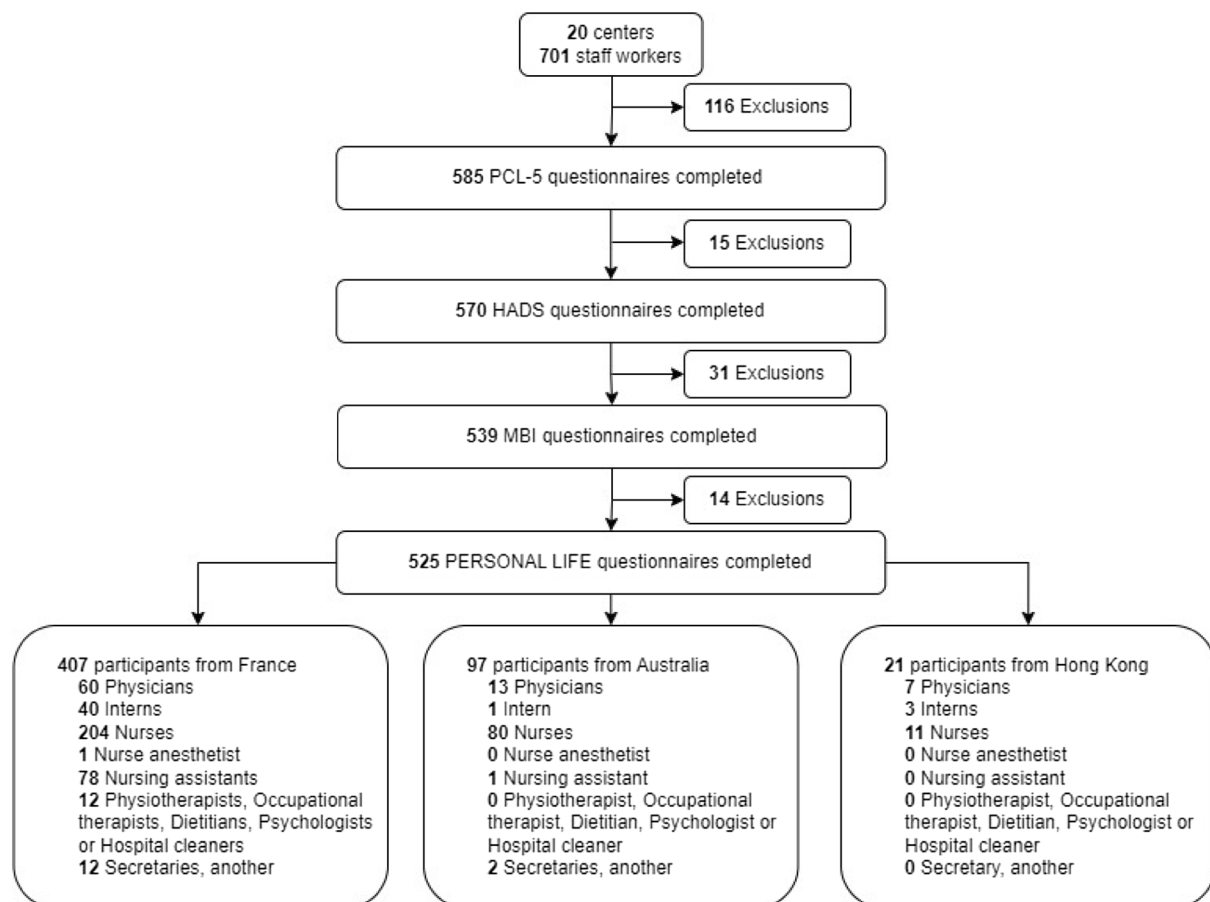 20 centers
701 staff workers
116 Exclusions
585 PCL-5 questionnaires completed
15 Exclusions
570 HADS questionnaires completed
31 Exclusions
539 MBI questionnaires completed
14 Exclusions
525 PERSONAL LIFE questionnaires completed
407 participants from France
60 Physicians
40 Interns
204 Nurses
1 Nurse anesthetist
78 Nursing assistants
12 Physiotherapists, Occupational
therapists, Dietitians, Psychologists
or Hospital cleaners
12 Secretaries, another
97 participants from Australia
13 Physicians
1 Intern
80 Nurses
0 Nurse anesthetist
1 Nursing assistant
0 Physiotherapist, Occupational
therapist, Dietitian, Psychologist or
Hospital cleaner
2 Secretaries, another
21 participants from Hong Kong
7 Physicians
3 Interns
11 Nurses
0 Nurse anesthetist
0 Nursing assistant
0 Physiotherapist, Occupational
therapist, Dietitian, Psychologist or
Hospital cleaner
0 Secretary, another